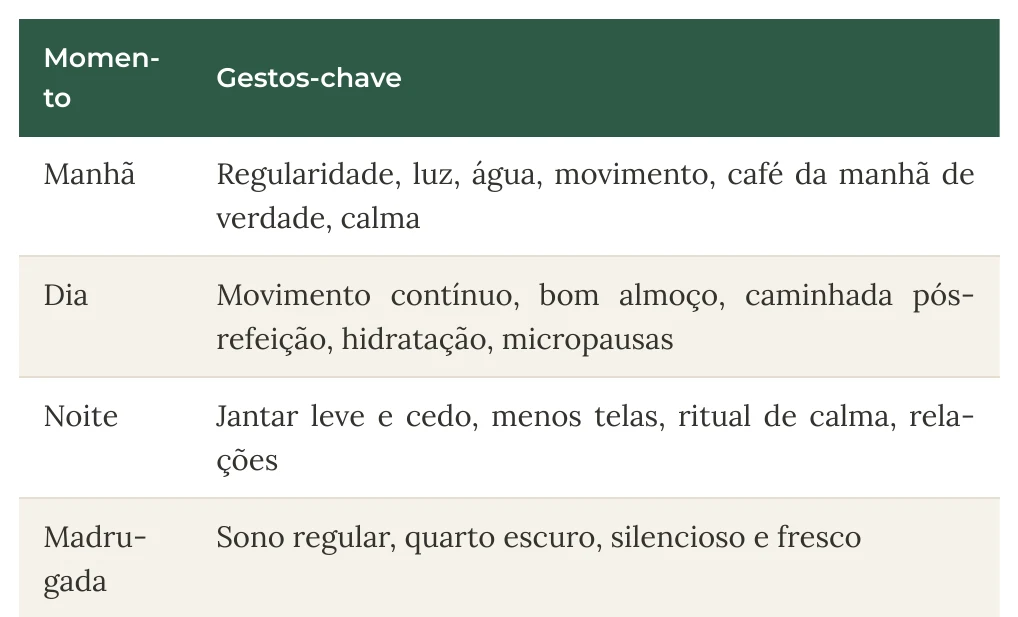 Momen-
to
Gestos-chave
Manhã
Regularidade, luz, água, movimento, café da manhã de
verdade, calma
Dia
Movimento contínuo, bom almoço, caminhada pós-
refeição, hidratação, micropausas
Noite
Jantar leve e cedo, menos telas, ritual de calma, rela-
ções
Madru-
gada
Sono regular, quarto escuro, silencioso e fresco